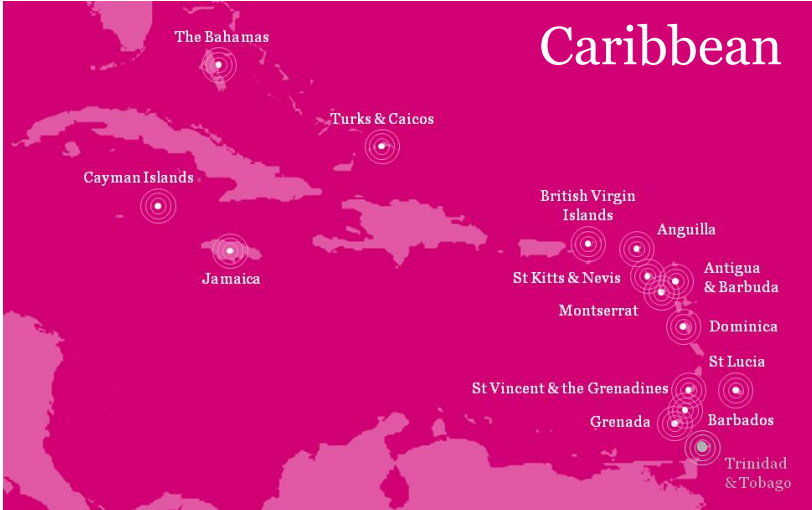 Caribbean
The Bahamas
Turks & Caicos
Cayman Islands
British Virgin
Islands
Anguilla
Jamaica
St Kitts & Nevis
Antigua
& Barbuda
Montserrat
Dominica
St Lucia
St Vincent & the Grenadines
Grenada
Barbados
Trinidad
& Tobago